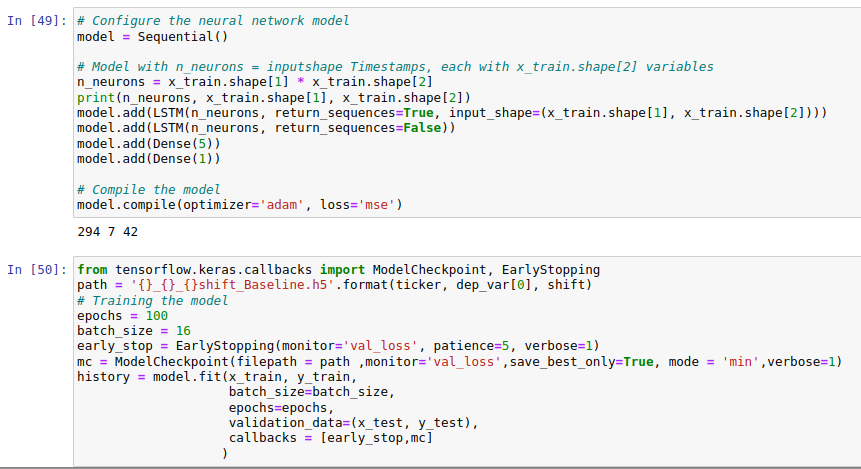 In [49]: # Configure the neural network model
model = Sequential()
# Model with n_neurons = inputshape Timestamps, each with x_train.shape[2] variables
n_neurons = x_train.shape[1] * x_train.shape[2]
print(n_neurons, x_train.shape[1], x_train.shape[2])
model.add(LSTM(n_neurons, return_sequences=True, input_shape=(x_train.shape[1], x_train.shape[2])))
model.add(LSTM(n_neurons, return_sequences=False))
model.add(Dense(5))
model.add(Dense(1))
# Compile the model
model.compile(optimizer='adam', loss='mse')
294 7 42
In [50]: from tensorflow.keras.callbacks import ModelCheckpoint, EarlyStopping
path = '{}_{}_{}shift_Baseline.h5'.format(ticker, dep_var[0], shift)
# Training the model
epochs = 100
batch_size = 16
early_stop = EarlyStopping(monitor='val_loss', patience=5, verbose=1)
mc = ModelCheckpoint(filepath = path ,monitor='val_loss',save_best_only=True, mode = 'min',verbose=1)
history = model.fit(x_train, y_train,
batch_size=batch_size,
epochs=epochs,
validation_data=(x_test, y_test),
callbacks = [early_stop,mc]
)